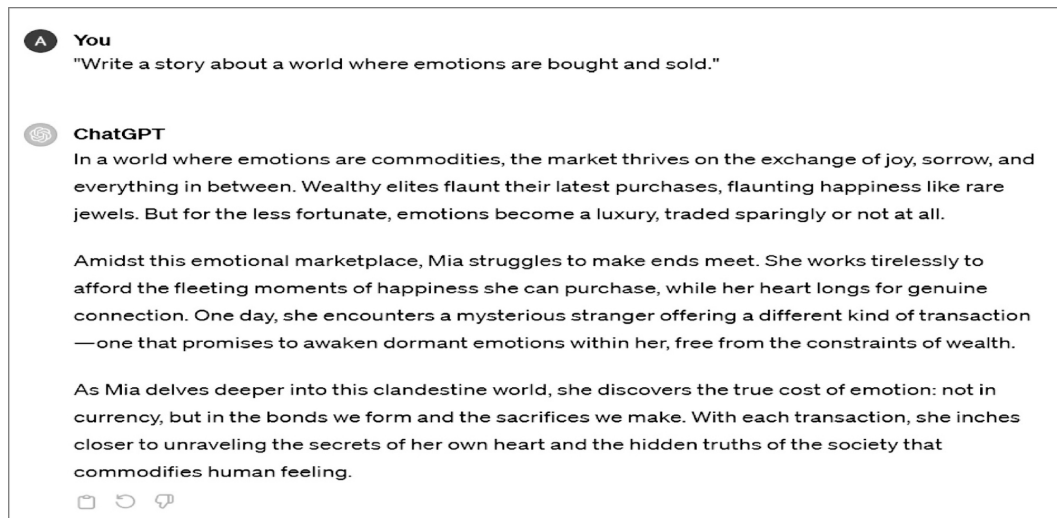 A
You
"Write a story about a world where emotions are bought and sold."
ChatGPT
In a world where emotions are commodities, the market thrives on the exchange of joy, sorrow, and
everything in between. Wealthy elites flaunt their latest purchases, flaunting happiness like rare
jewels. But for the less fortunate, emotions become a luxury, traded sparingly or not at all.
Amidst this emotional marketplace, Mia struggles to make ends meet. She works tirelessly to
afford the fleeting moments of happiness she can purchase, while her heart longs for genuine
connection. One day, she encounters a mysterious stranger offering a different kind of transaction
—one that promises to awaken dormant emotions within her, free from the constraints of wealth.
As Mia delves deeper into this clandestine world, she discovers the true cost of emotion: not in
currency, but in the bonds we form and the sacrifices we make. With each transaction, she inches
closer to unraveling the secrets of her own heart and the hidden truths of the society that
commodifies human feeling.